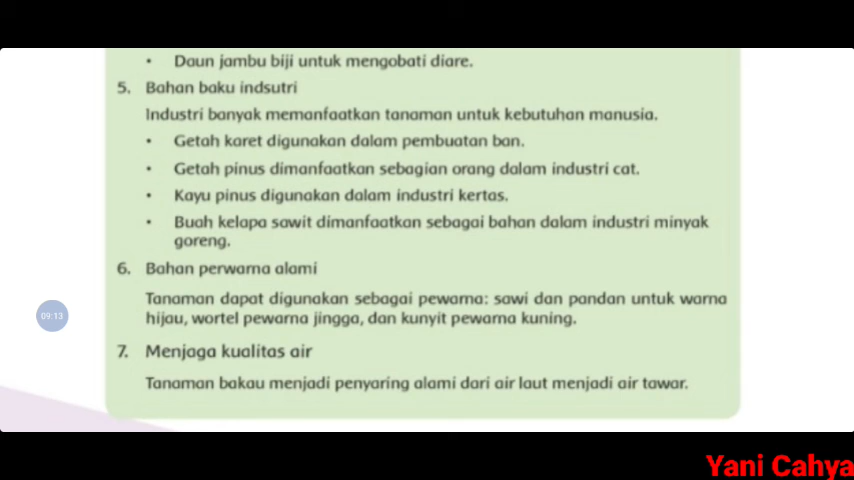 • Daun jambu biji untuk mengobati diare.
5. Bahan baku indsutri
Industri banyak memanfaatkan tanaman untuk kebutuhan manusia.
• Getah karet digunakan dalam pembuatan ban.
• Getah pinus dimanfaatkan sebagian orang dalam industri cat.
• Kayu pinus digunakan dalam industri kertas.
• Buah kelapa sawit dimanfaatkan sebagai bahan dalam industri minyak
goreng.
6. Bahan perwarna alami
Tanaman dapat digunakan sebagai pewarna: sawi dan pandan untuk warna
hijau, wortel pewarna jingga, dan kunyit pewarna kuning.
09:13
7. Menjaga kualitas air
Tanaman bakau menjadi penyaring alami dari air laut menjadi air tawar.
Yani Cahya